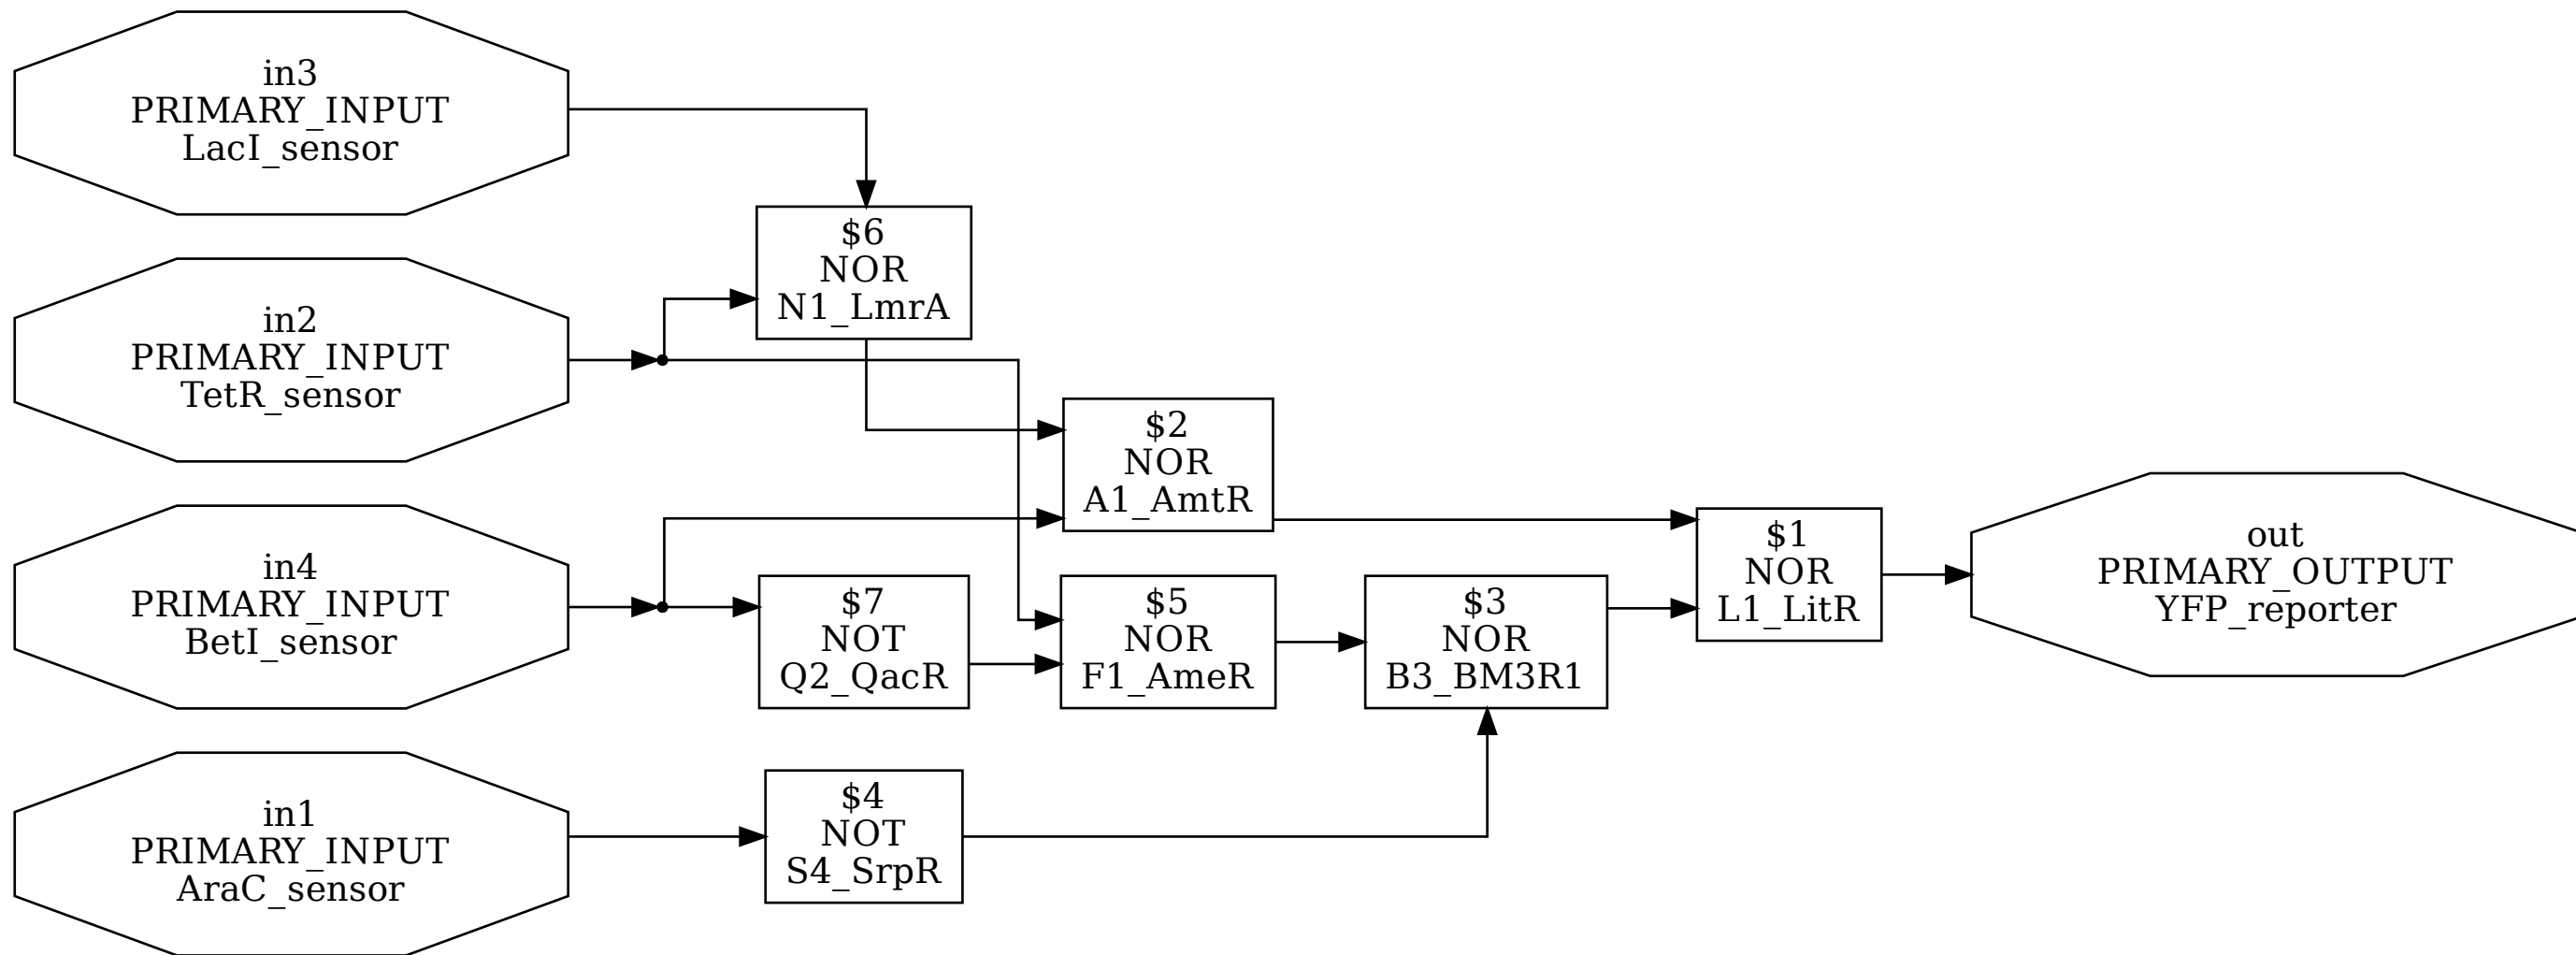 in3
PRIMARY_INPUT
LacI_sensor
$6
NOR
N1_LmrA
in2
PRIMARY_INPUT
TetR_sensor
$2
NOR
A1_AmtR
in4
PRIMARY_INPUT
BetI_sensor
$7
NOT
Q2_QacR
$5
NOR
F1_AmeR
$3
NOR
B3_BM3R1
$1
NOR
L1_LitR
out
PRIMARY_OUTPUT
YFP_reporter
in1
PRIMARY_INPUT
AraC_sensor
$4
NOT
S4_SrpR